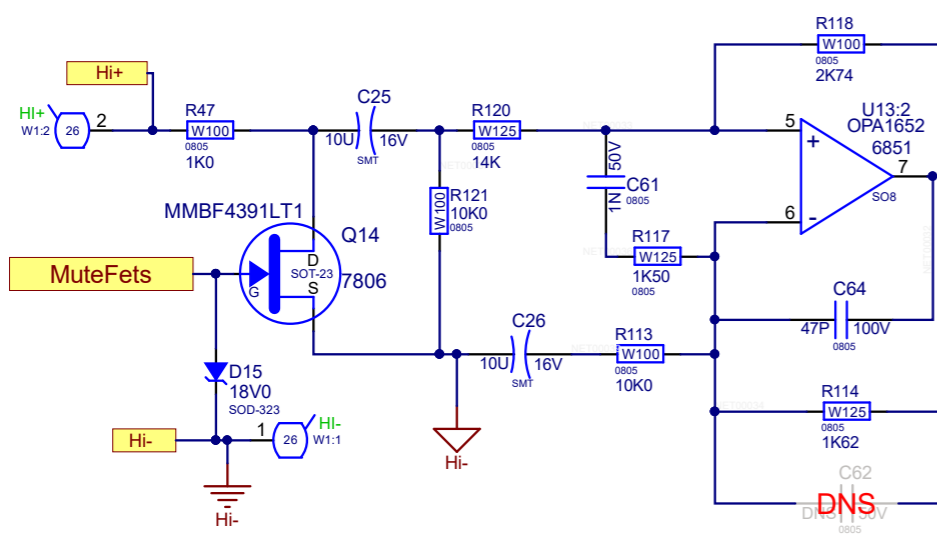 R118
W100
0805
2K74
Hi+
HI+
W1:2
26
2
R47
W100
0805
1K0
C25
10U
16V
SMT
R120
W125
0805
14K
U13:2
OPA1652
6851
5
+
7
6
-
SO8
50V
C61
0805
1N
R121
W100
10K0
0805
MMBF4391LT1
Q14
D
SOT-23
S
G
7806
MuteFets
R117
W125
1K50
0805
C64
47P
100V
0805
C26
10U
16V
SMT
R113
W100
0805
10K0
D15
18V0
SOD-323
R114
W125
0805
1K62
Hi-
1
26
HI-
W1:1
Hi-
Hi-
C62
DNS
DNS
50V
0805